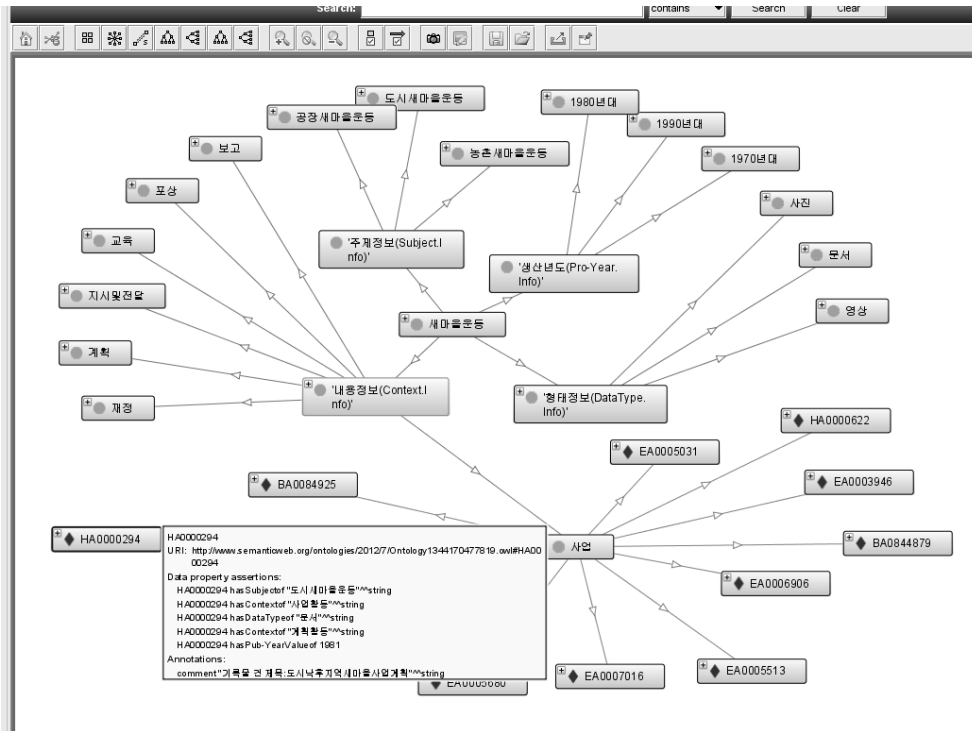 Search:
contains
Search
Clear
도시새마을운동
공장새마을운동
1980년대
1990년대
보고
농촌새마을운동
1970년대
포상
사진
교육
'주제정보(Subject.I
nfo)'
'생산년도(Pro-Year.
Info)'
문서
지시및전달
새마을운동
영상
계획
'내용정보(Context.I
nfo)'
'형태정보(DataType.
Info)'
재정
HA0000622
EA0005031
BA0084925
EA0003946
HA0000294
사업
BA0844879
EA0006906
HA0000294
URI: http://www.semanticweb.org/ontologies/2012/7/Ontology1344170477819.owl#HA00
00294
Data property assertions:
HA0000294 hasSubjectof "도시새마을운동"^^string
HA0000294 hasContextof "사업활동"^^string
HA0000294 hasDataTypeof "문서"^^string
HA0000294 hasContextof "계획활동"^^string
HA0000294 hasPub-YearValueof 1981
Annotations:
comment "기록물 건 제목:도시낙후지역새마을사업계획"^^string
EA0005680
EA0007016
EA0005513